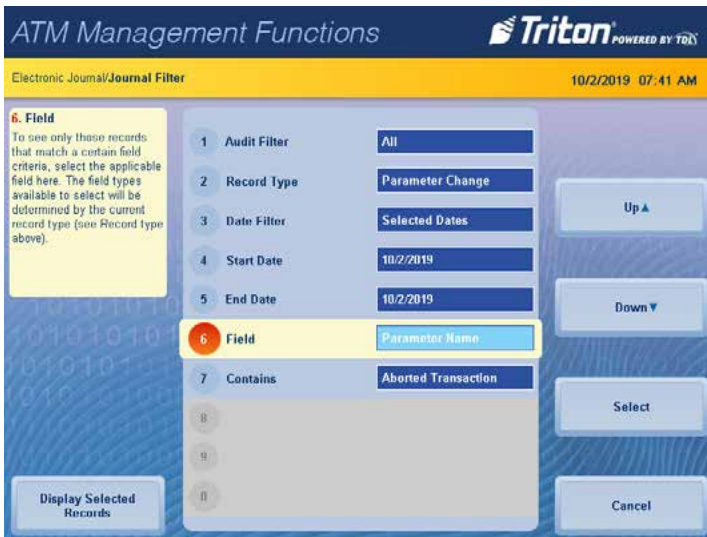 ATM Management Functions
Triton POWERED BY TDL
Electronic Journal/Journal Filter
10/2/2019 07:41 AM
6. Field
To see only those records
that match a certain field
criteria, select the applicable
field here. The field types
available to select will be
determined by the current
record type (see Record type
above).
1 Audit Filter All
2 Record Type Parameter Change
3 Date Filter Selected Dates
4 Start Date 10/2/2019
5 End Date 10/2/2019
6 Field Parameter Name
7 Contains Aborted Transaction
8
9
0
Up▲
Down▼
Select
Cancel
Display Selected
Records